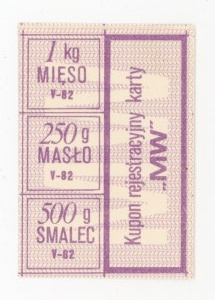 1 kg
MIĘSO
V-82
250 g
MASŁO
V-82
500 g
SMALEC
V-82
Kupon rejestracyjny karty
„MW”